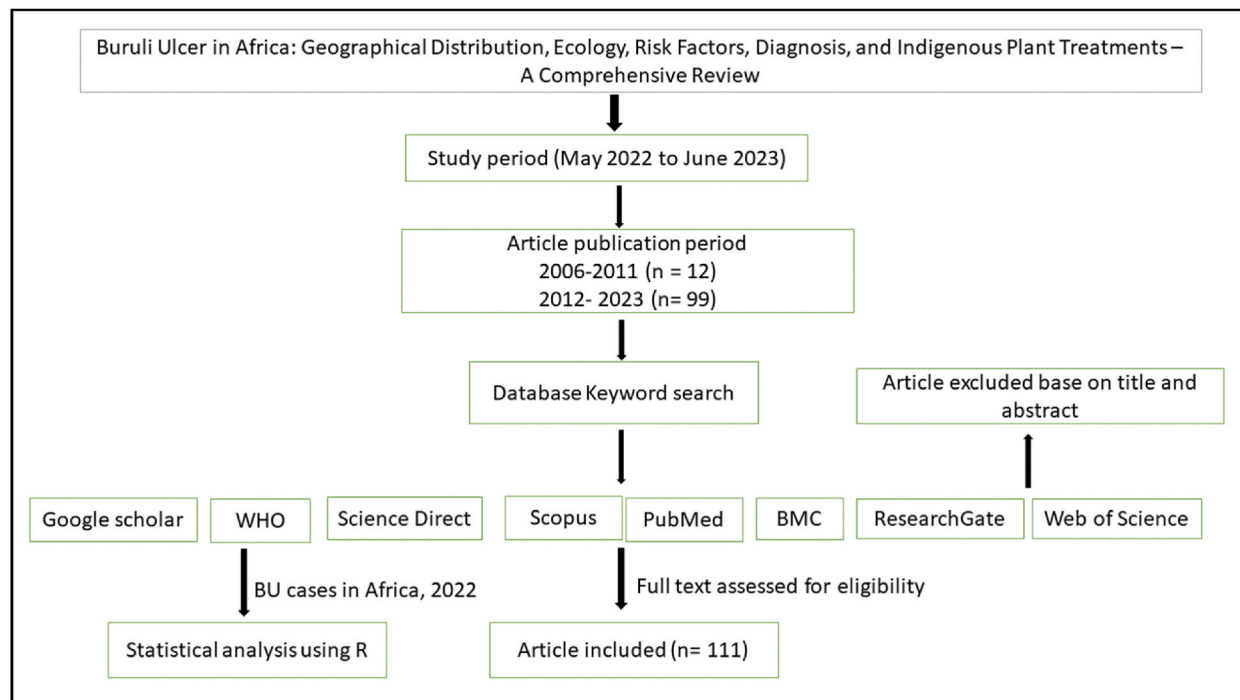 Buruli Ulcer in Africa: Geographical Distribution, Ecology, Risk Factors, Diagnosis, and Indigenous Plant Treatments –
A Comprehensive Review
Study period (May 2022 to June 2023)
Article publication period
2006-2011 (n = 12)
2012- 2023 (n= 99)
Database Keyword search
Article excluded base on title and
abstract
Google scholar
WHO
Science Direct
Scopus
PubMed
BMC
ResearchGate
Web of Science
BU cases in Africa, 2022
Full text assessed for eligibility
Statistical analysis using R
Article included (n= 111)